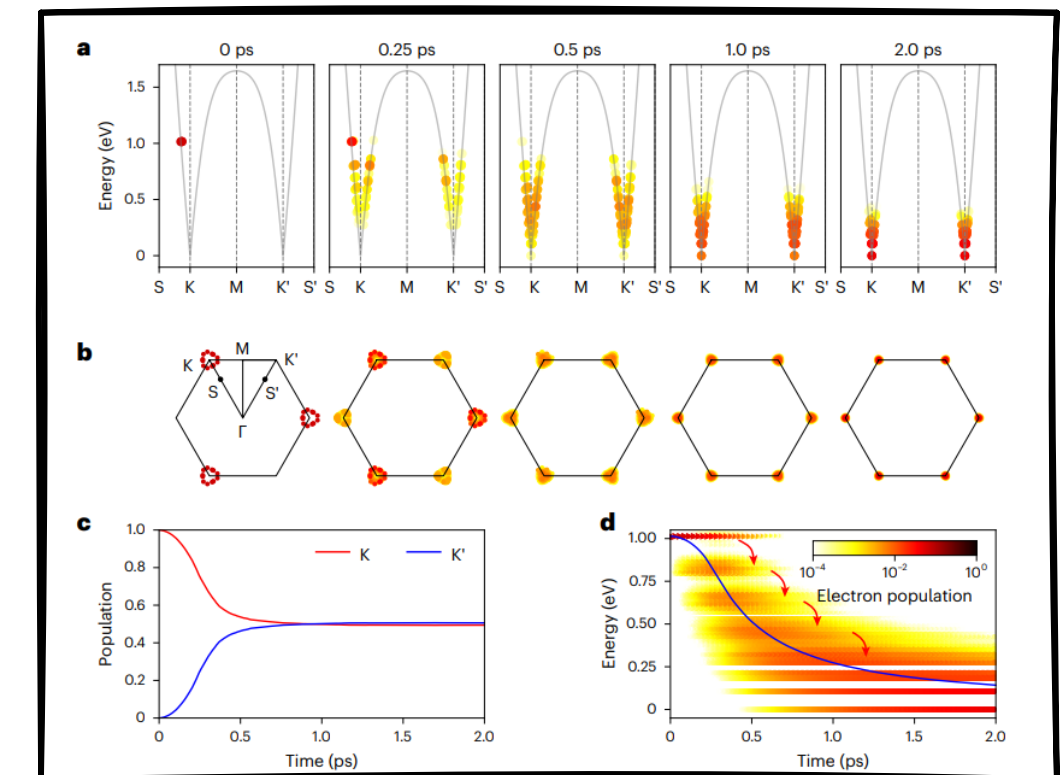 a
0 ps 0.25 ps 0.5 ps 1.0 ps 2.0 ps
Energy (eV)
1.5
1.0
0.5
0
S K M K' S' S K M K' S' S K M K' S' S K M K' S' S K M K' S'
b
K M K'
S S'
Γ
c
Population
1.0
0.8
0.6
0.4
0.2
0
K K'
0 0.5 1.0 1.5 2.0
Time (ps)
d
Energy (eV)
1.00
0.75
0.50
0.25
0
10⁻⁴ 10⁻² 10⁰
Electron population
0 0.5 1.0 1.5 2.0
Time (ps)